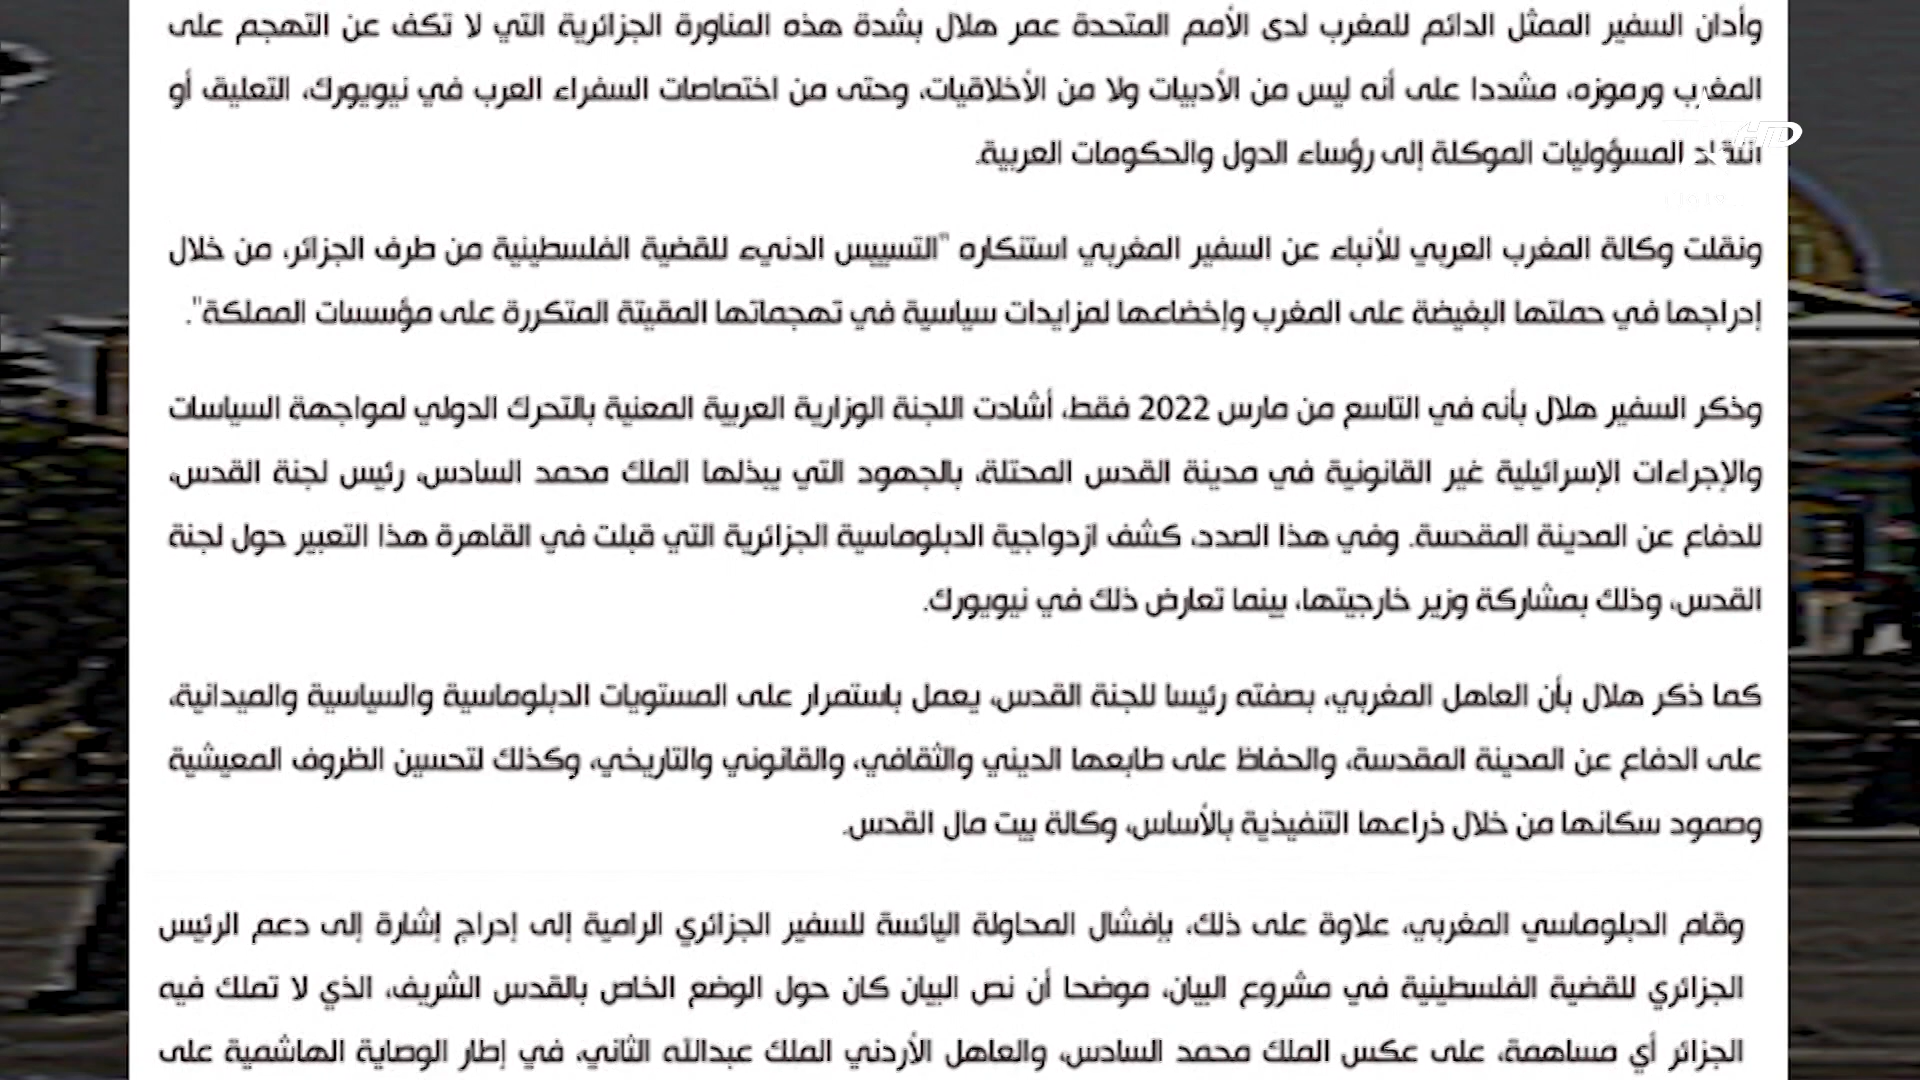 وأدان السفير الممثل الدائم للمغرب لدى الأمم المتحدة عمر هلال بشدة هذه المناورة الجزائرية التي لا تكف عن التهجم على
المغرب ورموزه، مشددا على أنه ليس من الأدبيات ولا من الأخلاقيات، وحتى من اختصاصات السفراء العرب في نيويورك، التعليق أو
انتقاد المسؤوليات الموكلة إلى رؤساء الدول والحكومات العربية.
HD
ونقلت وكالة المغرب العربي للأنباء عن السفير المغربي استنكاره "التسييس الدنيء للقضية الفلسطينية من طرف الجزائر، من خلال
إدراجها في حملتها البغيضة على المغرب وإخضاعها لمزايدات سياسية في تهجماتها المقيتة المتكررة على مؤسسات المملكة".
وذكر السفير هلال بأنه في التاسع من مارس 2022 فقط، أشادت اللجنة الوزارية العربية المعنية بالتحرك الدولي لمواجهة السياسات
والإجراءات الإسرائيلية غير القانونية في مدينة القدس المحتلة، بالجهود التي يبذلها الملك محمد السادس، رئيس لجنة القدس،
للدفاع عن المدينة المقدسة. وفي هذا الصدد، كشف ازدواجية الدبلوماسية الجزائرية التي قبلت في القاهرة هذا التعبير حول لجنة
القدس، وذلك بمشاركة وزير خارجيتها، بينما تعارض ذلك في نيويورك.
كما ذكر هلال بأن العاهل المغربي، بصفته رئيسا للجنة القدس، يعمل باستمرار على المستويات الدبلوماسية والسياسية والميدانية،
على الدفاع عن المدينة المقدسة، والحفاظ على طابعها الديني والثقافي، والقانوني والتاريخي، وكذلك لتحسين الظروف المعيشية
وصمود سكانها من خلال ذراعها التنفيذية بالأساس، وكالة بيت مال القدس.
وقام الدبلوماسي المغربي، علاوة على ذلك، بإفشال المحاولة اليائسة للسفير الجزائري الرامية إلى إدراج إشارة إلى دعم الرئيس
الجزائري للقضية الفلسطينية في مشروع البيان، موضحا أن نص البيان كان حول الوضع الخاص بالقدس الشريف، الذي لا تملك فيه
الجزائر أي مساهمة، على عكس الملك محمد السادس، والعاهل الأردني الملك عبدالله الثاني، في إطار الوصاية الهاشمية على